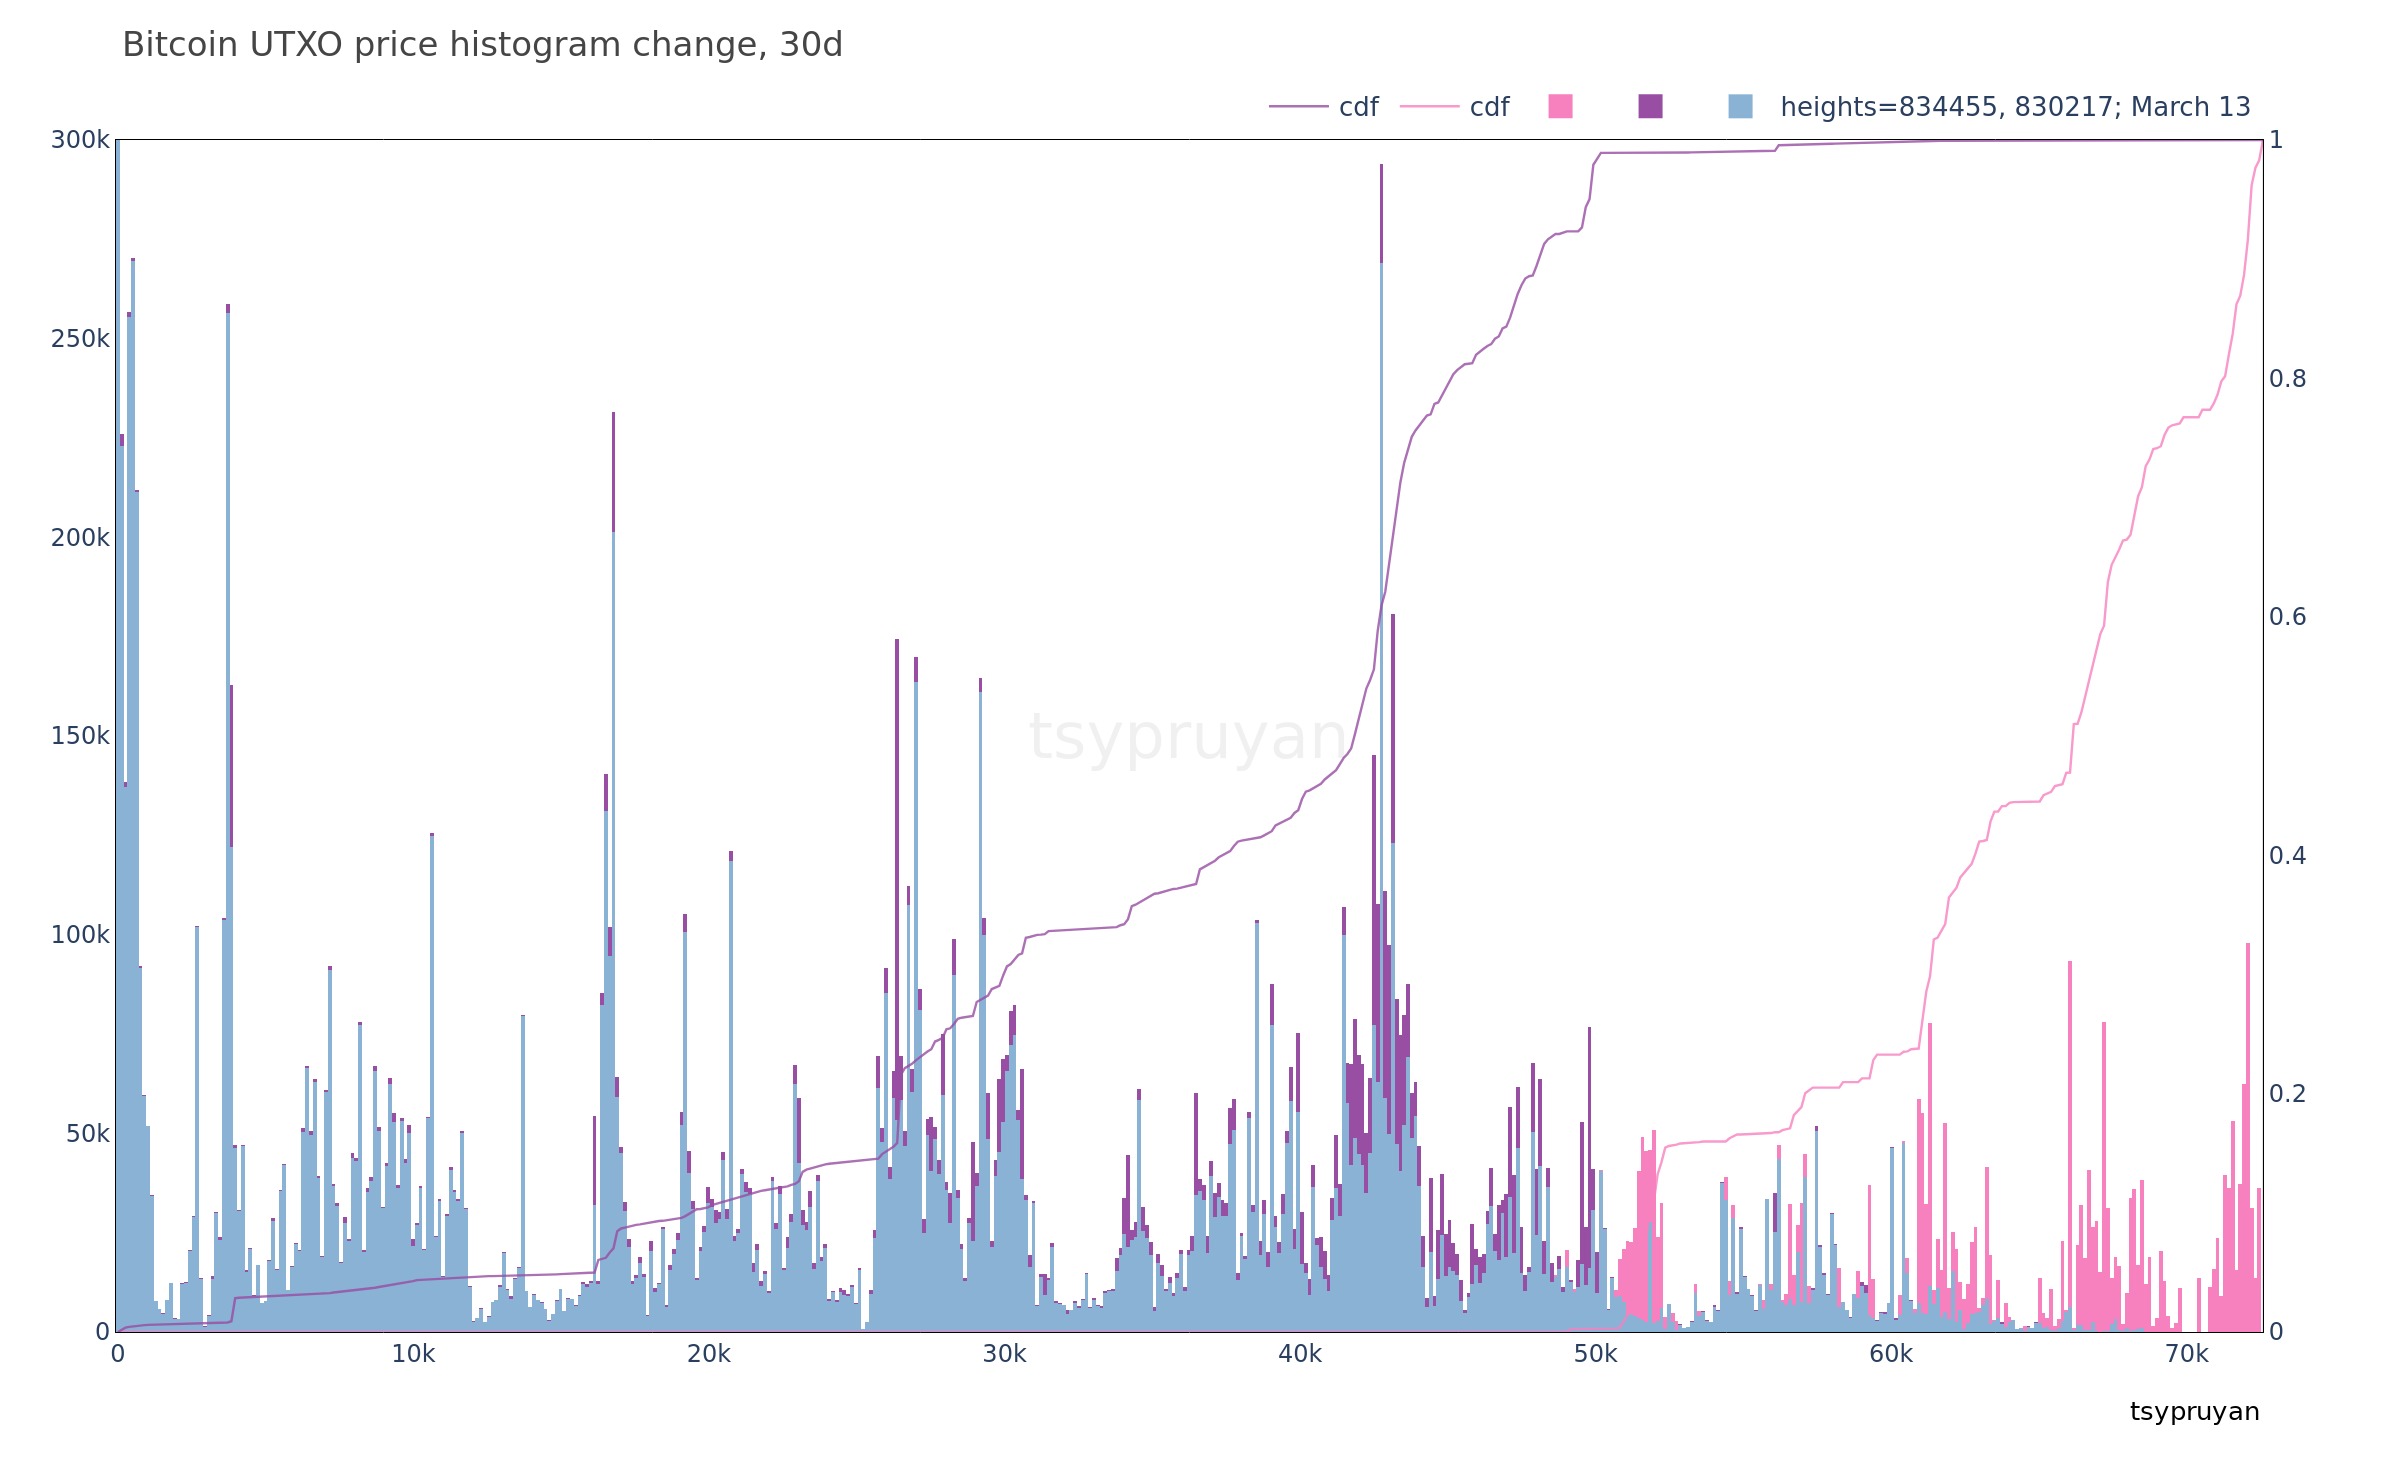 Bitcoin UTXO price histogram change, 30d
cdf cdf heights=834455, 830217; March 13
300k
250k
200k
150k
100k
50k
0
1
0.8
0.6
0.4
0.2
0
tsypruyan
0 10k 20k 30k 40k 50k 60k 70k
tsypruyan